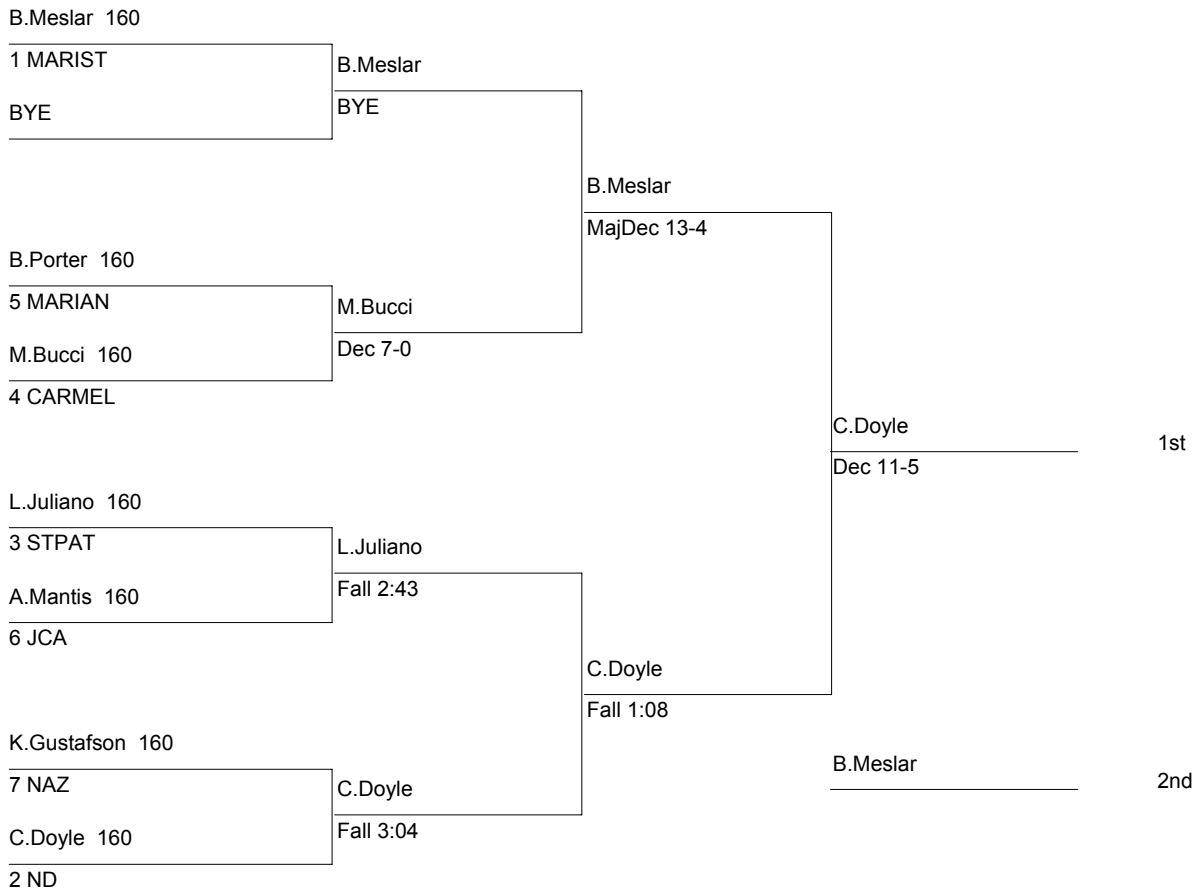 B.Meslar 160
1 MARIST
BYE
B.Meslar
BYE
B.Meslar
MajDec 13-4
B.Porter 160
5 MARIAN
M.Bucci 160
4 CARMEL
M.Bucci
Dec 7-0
C.Doyle
Dec 11-5
1st
L.Juliano 160
3 STPAT
A.Mantis 160
6 JCA
L.Juliano
Fall 2:43
C.Doyle
Fall 1:08
K.Gustafson 160
7 NAZ
C.Doyle 160
2 ND
C.Doyle
Fall 3:04
B.Meslar
2nd